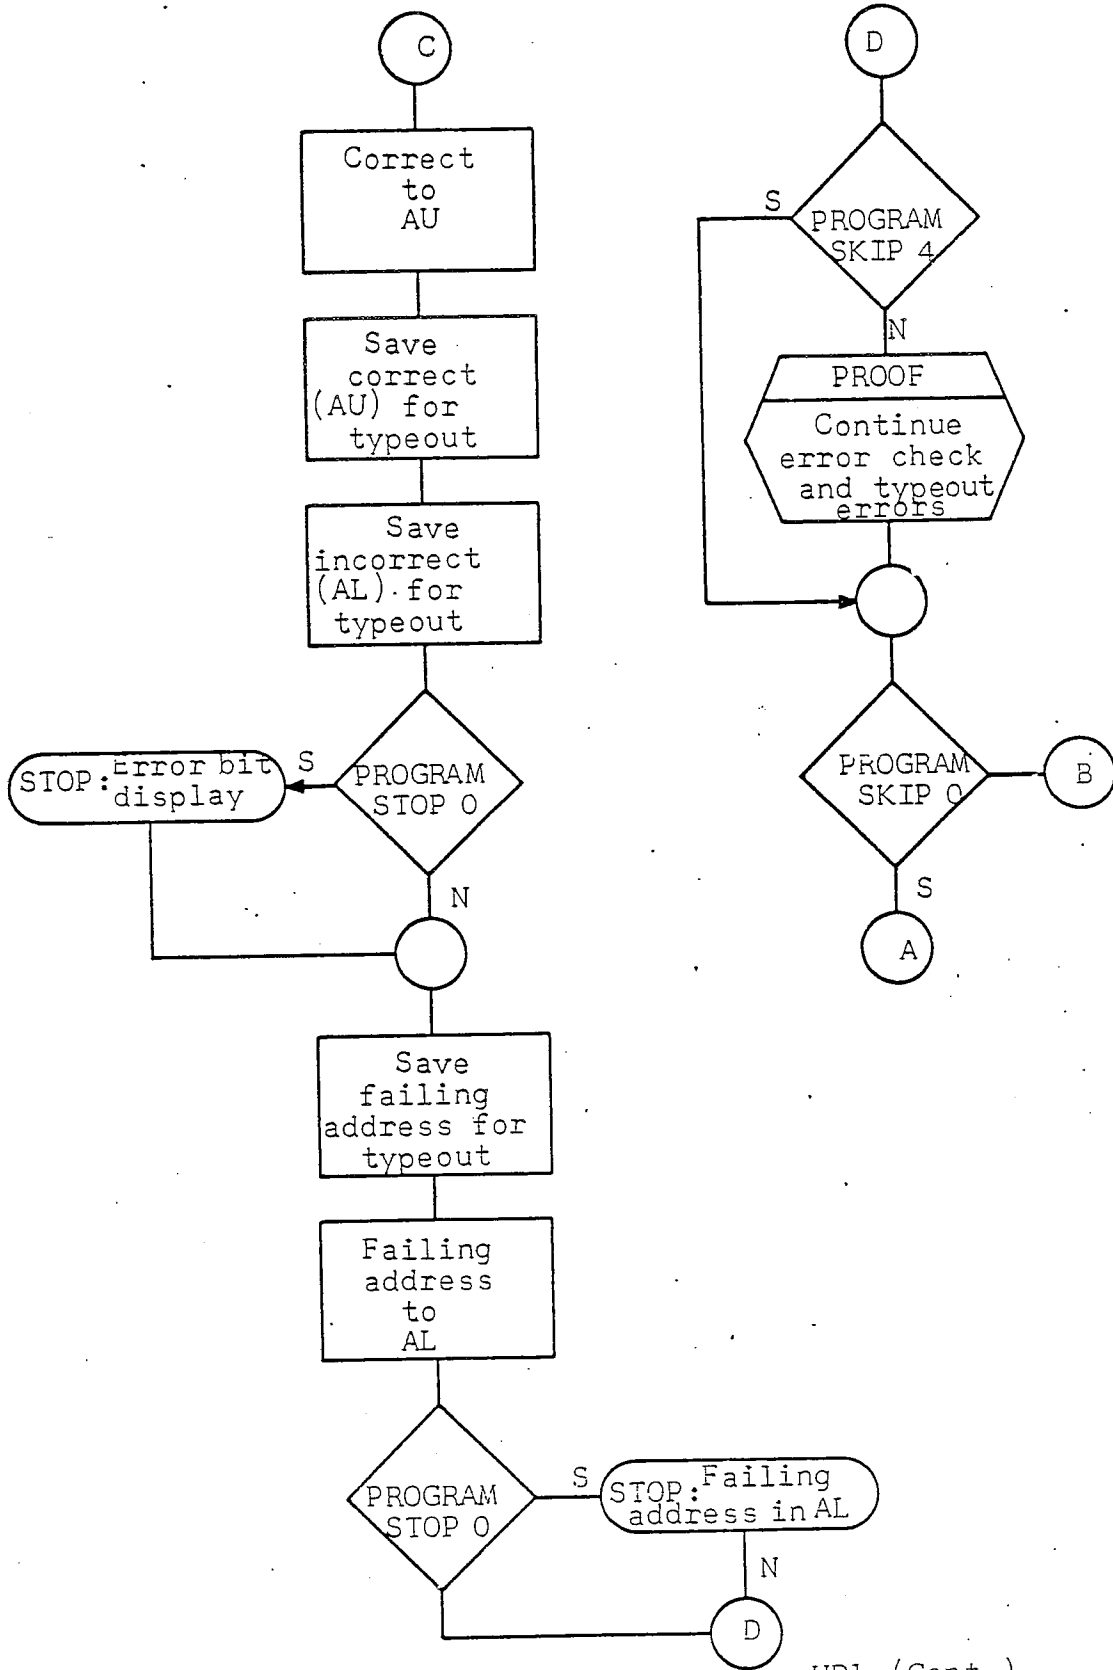 C
Correct
to
AU
Save
correct
(AU) for
typeout
Save
incorrect
(AL) for
typeout
S
STOP: Error bit
display
PROGRAM
STOP 0
N
Save
failing
address for
typeout
Failing
address
to
AL
PROGRAM
STOP 0
S
STOP: Failing
address in AL
N
D
D
S
PROGRAM
SKIP 4
N
PROOF
Continue
error check
and typeout
errors
PROGRAM
SKIP 0
B
S
A
(Cont.)